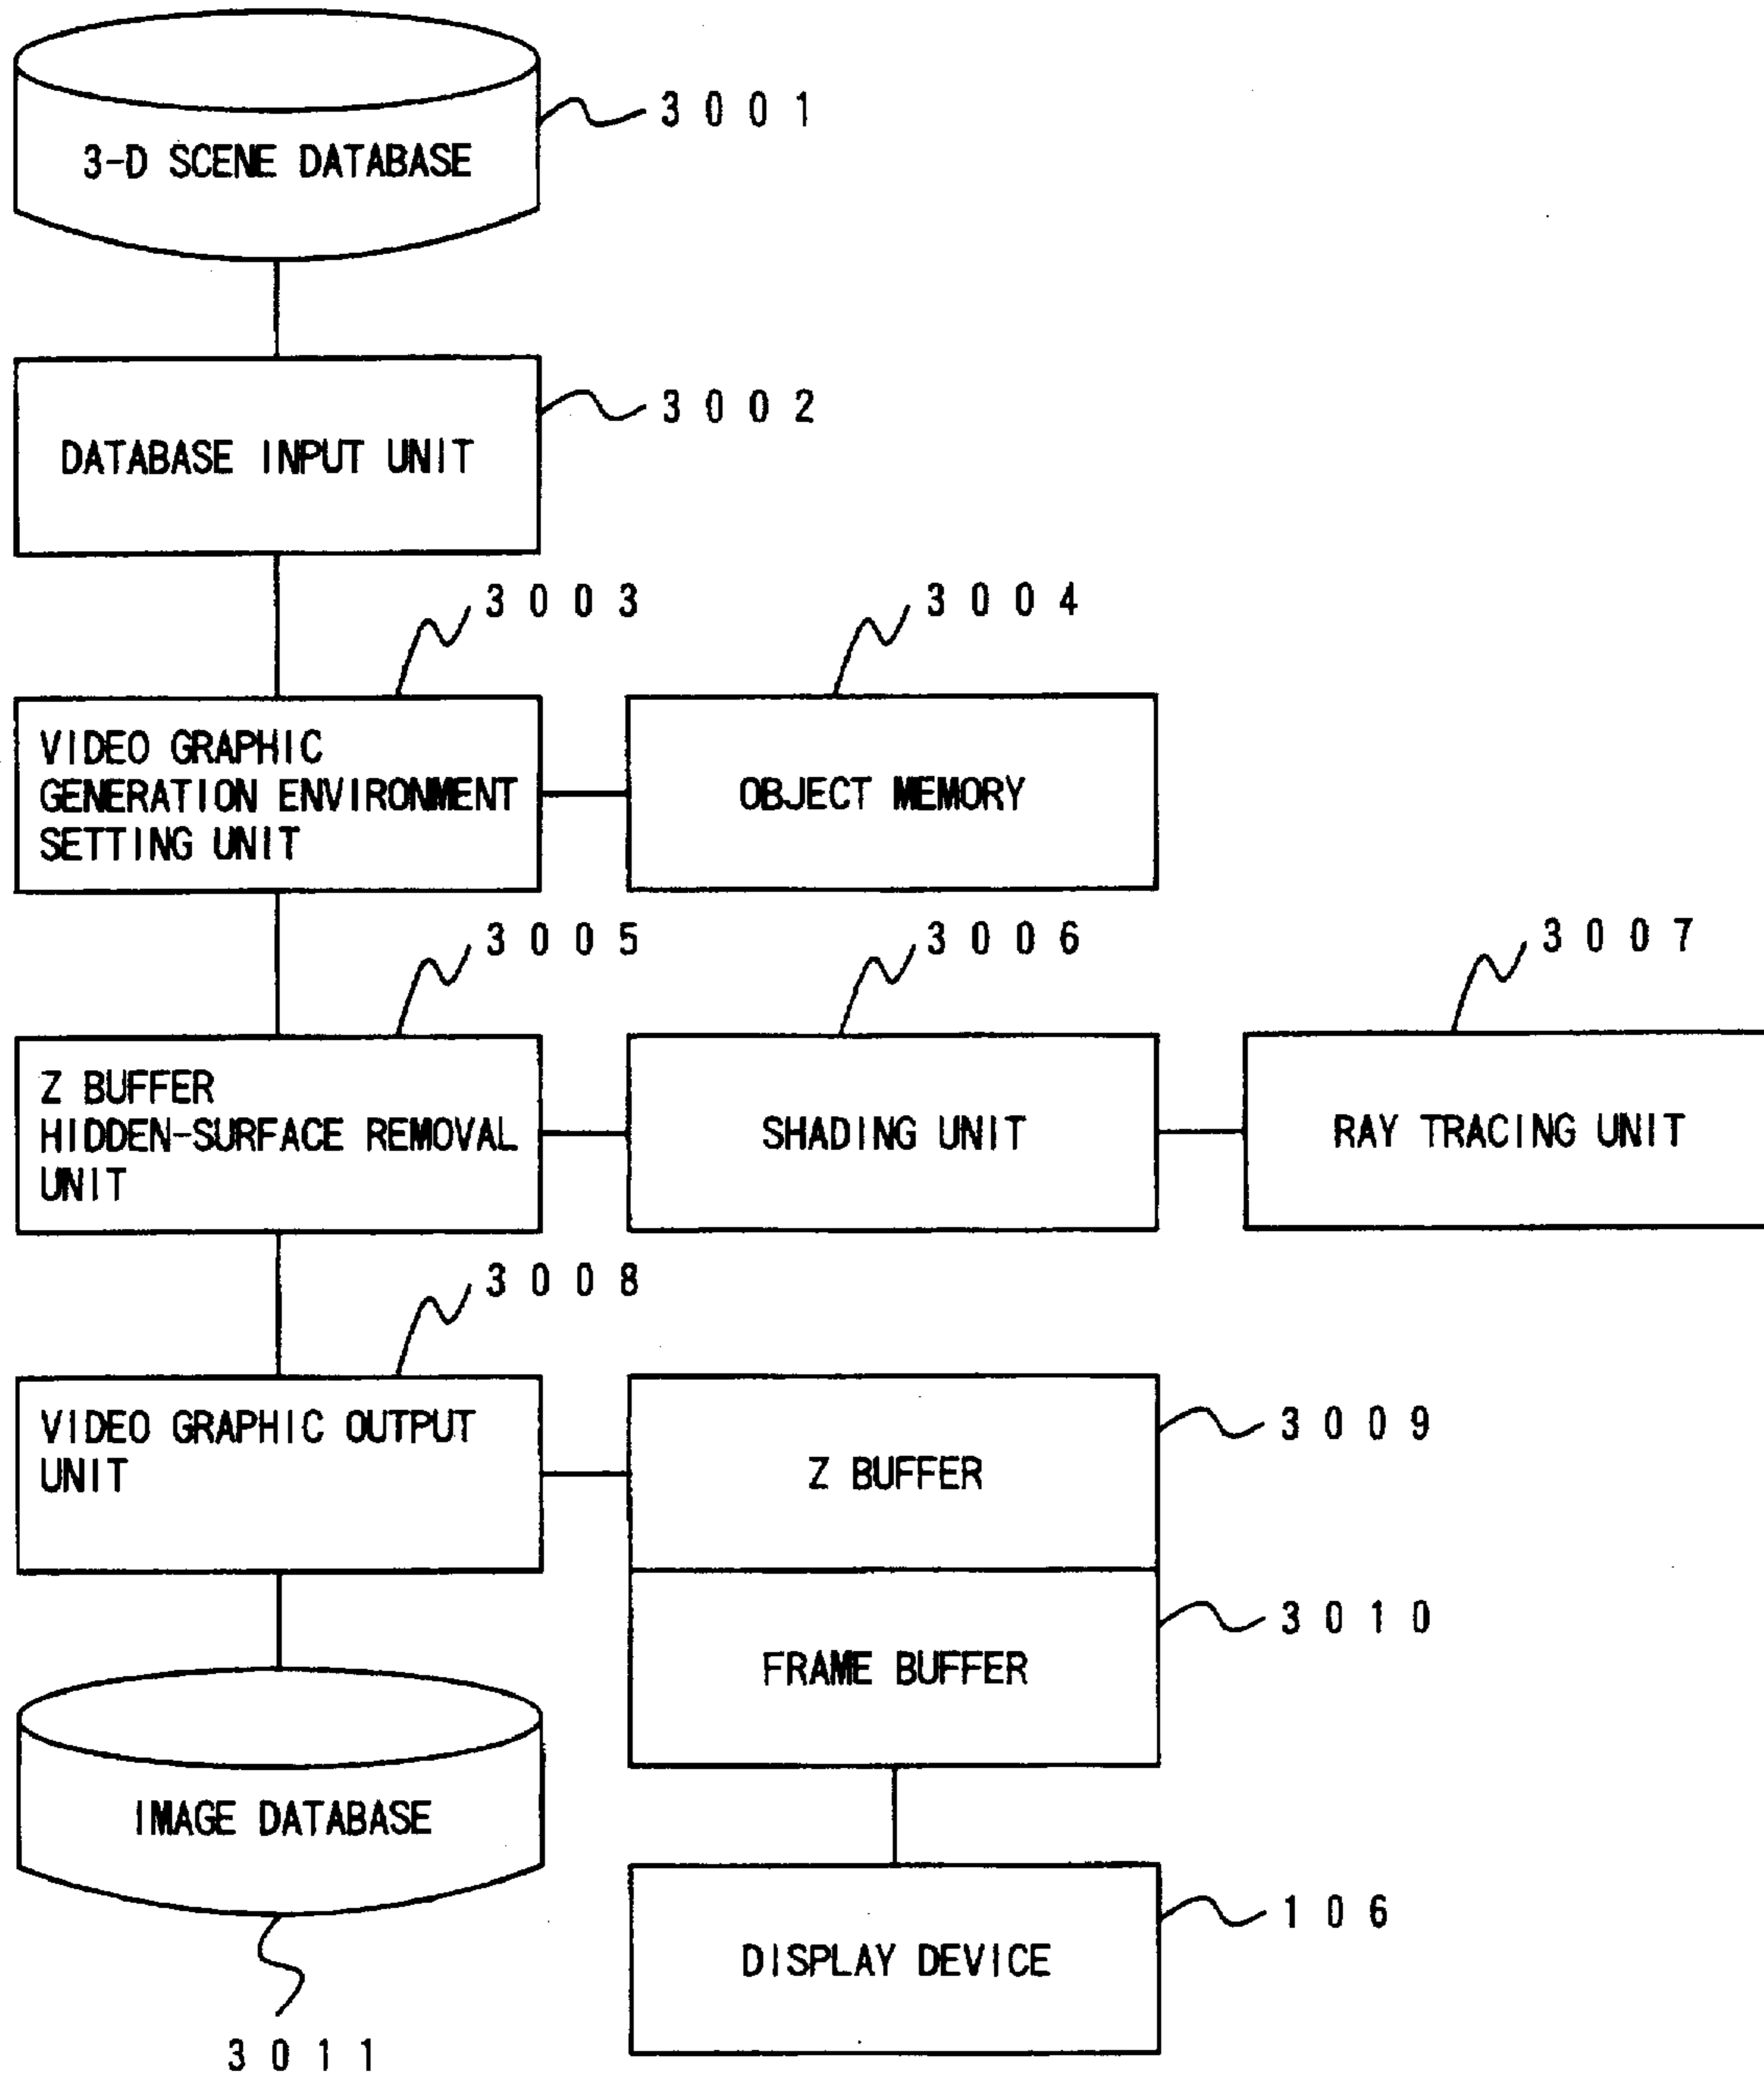 3001
3-D SCENE DATABASE
3002
DATABASE INPUT UNIT
3003
3004
VIDEO GRAPHIC
GENERATION ENVIRONMENT
SETTING UNIT
OBJECT MEMORY
3005
3006
3007
Z BUFFER
HIDDEN-SURFACE REMOVAL
UNIT
SHADING UNIT
RAY TRACING UNIT
3008
VIDEO GRAPHIC OUTPUT
UNIT
3009
Z BUFFER
3010
FRAME BUFFER
IMAGE DATABASE
106
DISPLAY DEVICE
3011